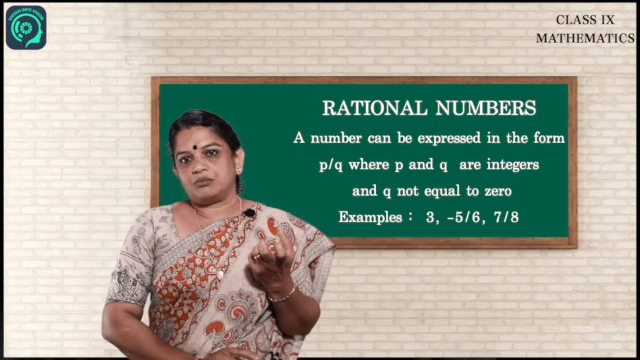 CLASS IX
MATHEMATICS
RATIONAL NUMBERS
A number can be expressed in the form
p/q where p and q are integers
and q not equal to zero
Examples : 3, -5/6, 7/8